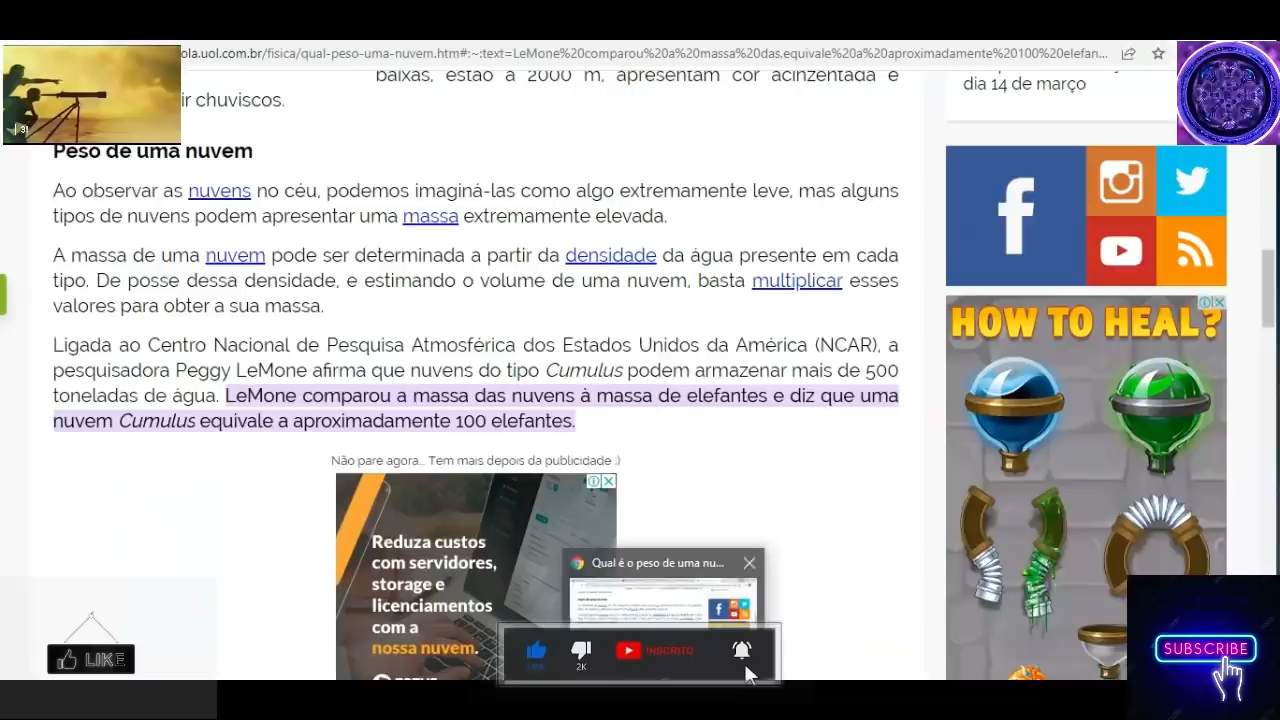 ola.uol.com.br/fisica/qual-peso-uma-nuvem.htm#:~:text=LeMone%20comparou%20a%20massa%20das,equivale%20a%20aproximadamente%20100%20elefan...
baixas, estão a 2000 m, apresentam cor acinzentada e
ir chuviscos.
dia 14 de março
Peso de uma nuvem
Ao observar as nuvens no céu, podemos imaginá-las como algo extremamente leve, mas alguns
tipos de nuvens podem apresentar uma massa extremamente elevada.
A massa de uma nuvem pode ser determinada a partir da densidade da água presente em cada
tipo. De posse dessa densidade, e estimando o volume de uma nuvem, basta multiplicar esses
valores para obter a sua massa.
Ligada ao Centro Nacional de Pesquisa Atmosférica dos Estados Unidos da América (NCAR), a
pesquisadora Peggy LeMone afirma que nuvens do tipo Cumulus podem armazenar mais de 500
toneladas de água. LeMone comparou a massa das nuvens à massa de elefantes e diz que uma
nuvem Cumulus equivale a aproximadamente 100 elefantes.
Não pare agora... Tem mais depois da publicidade ;)
Reduza custos
com servidores,
storage e
licenciamentos
com a
nossa nuvem.
Qual é o peso de uma nu...
2K
INSCRITO
LIKE
HOW TO HEAL?
SUBSCRIBE